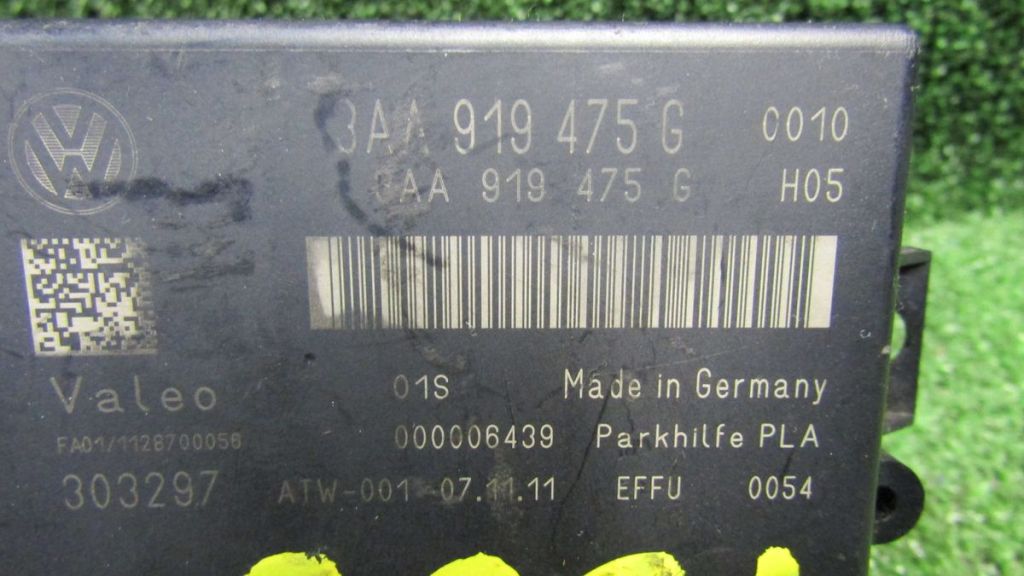 3AA 919 475 G 0010
3AA 919 475 G H05
Valeo 01S Made in Germany
FA01/1128700056 000006439 Parkhilfe PLA
303297 ATW-001 07.11.11 EFFU 0054